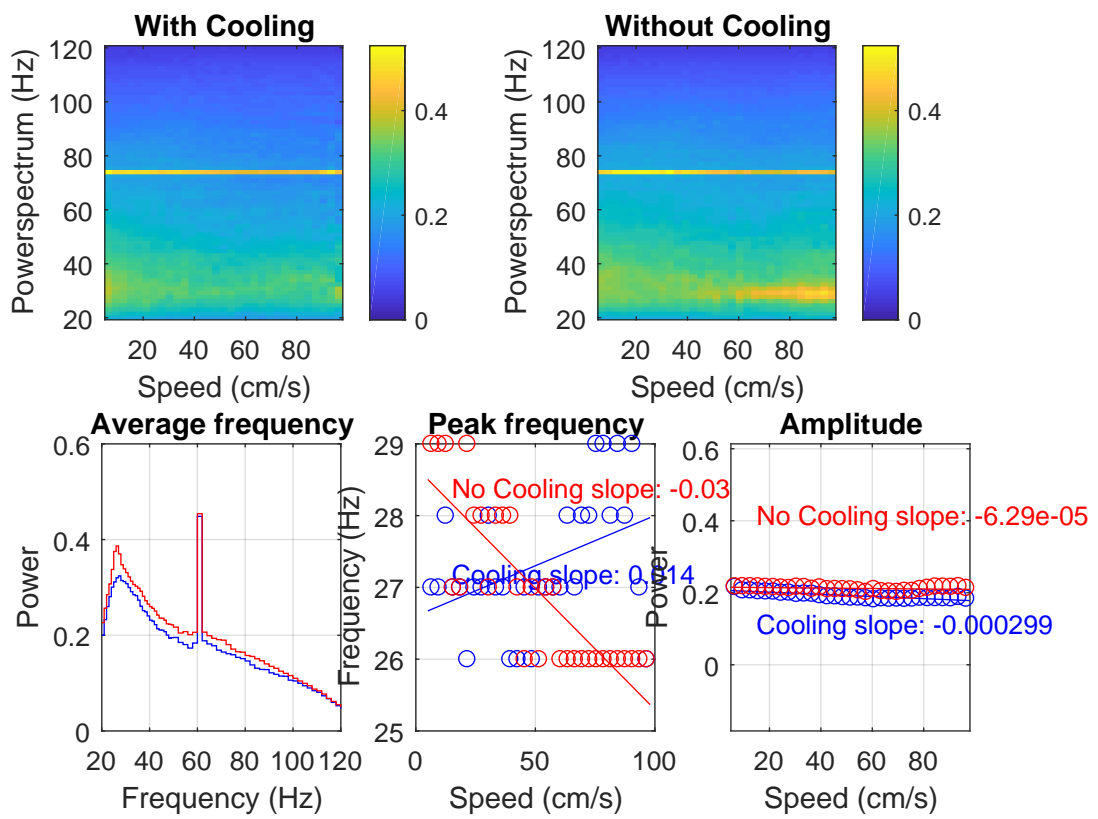 With Cooling
Without Cooling
Powerspectrum (Hz)
120
100
80
60
40
20
20 40 60 80
Speed (cm/s)
0.4
0.2
0
Powerspectrum (Hz)
120
100
80
60
40
20
20 40 60 80
Speed (cm/s)
0.4
0.2
0
Average frequency
Power
0.6
0.4
0.2
0
20 40 60 80 100 120
Frequency (Hz)
Peak frequency
Frequency (Hz)
29
28
27
26
25
No Cooling slope: -0.03
Cooling slope: 0.014
0 50 100
Speed (cm/s)
Amplitude
Power
0.6
0.4
0.2
0
No Cooling slope: -6.29e-05
Cooling slope: -0.000299
20 40 60 80
Speed (cm/s)